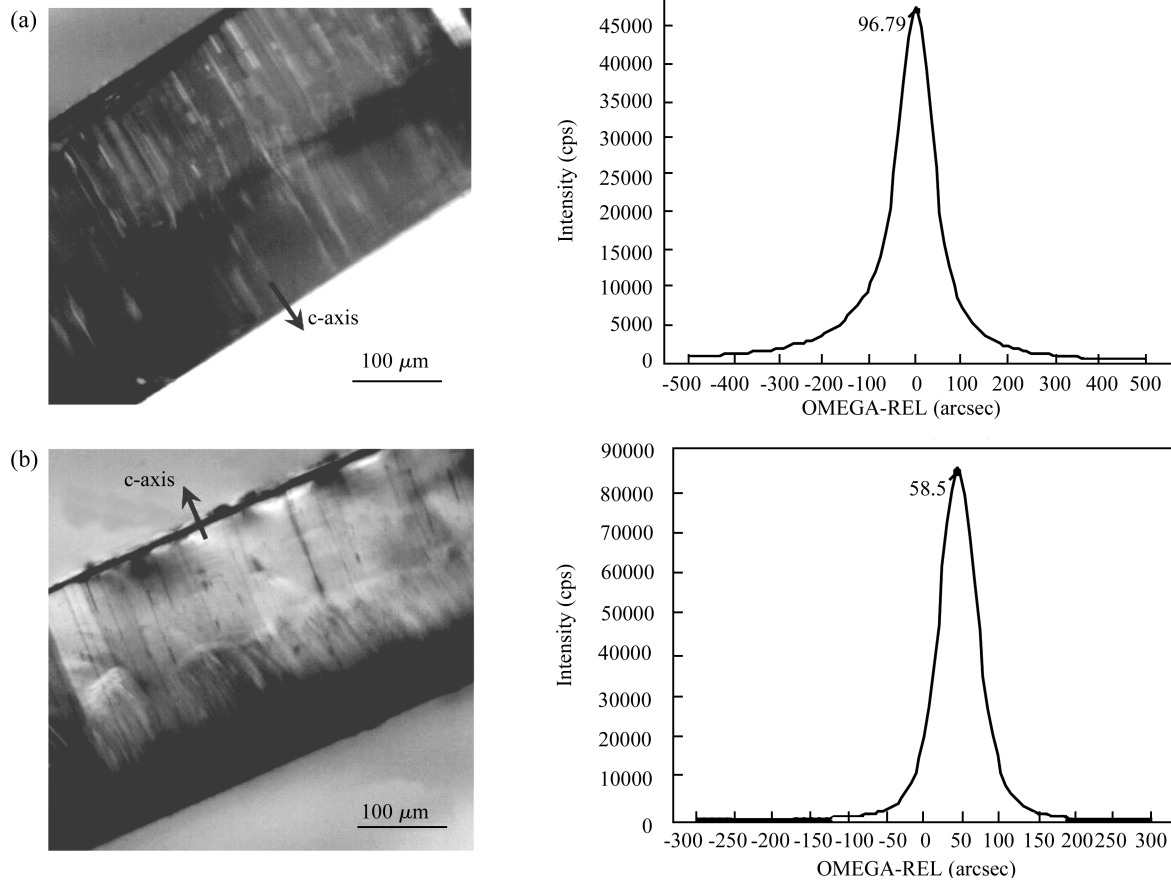 (a)
c-axis
100 μm
96.79
45000
40000
35000
30000
25000
20000
15000
10000
5000
0
Intensity (cps)
-500 -400 -300 -200 -100 0 100 200 300 400 500
OMEGA-REL (arcsec)
(b)
c-axis
100 μm
58.5
90000
80000
70000
60000
50000
40000
30000
20000
10000
0
Intensity (cps)
-300 -250 -200 -150 -100 -50 0 50 100 150 200250 300
OMEGA-REL (arcsec)